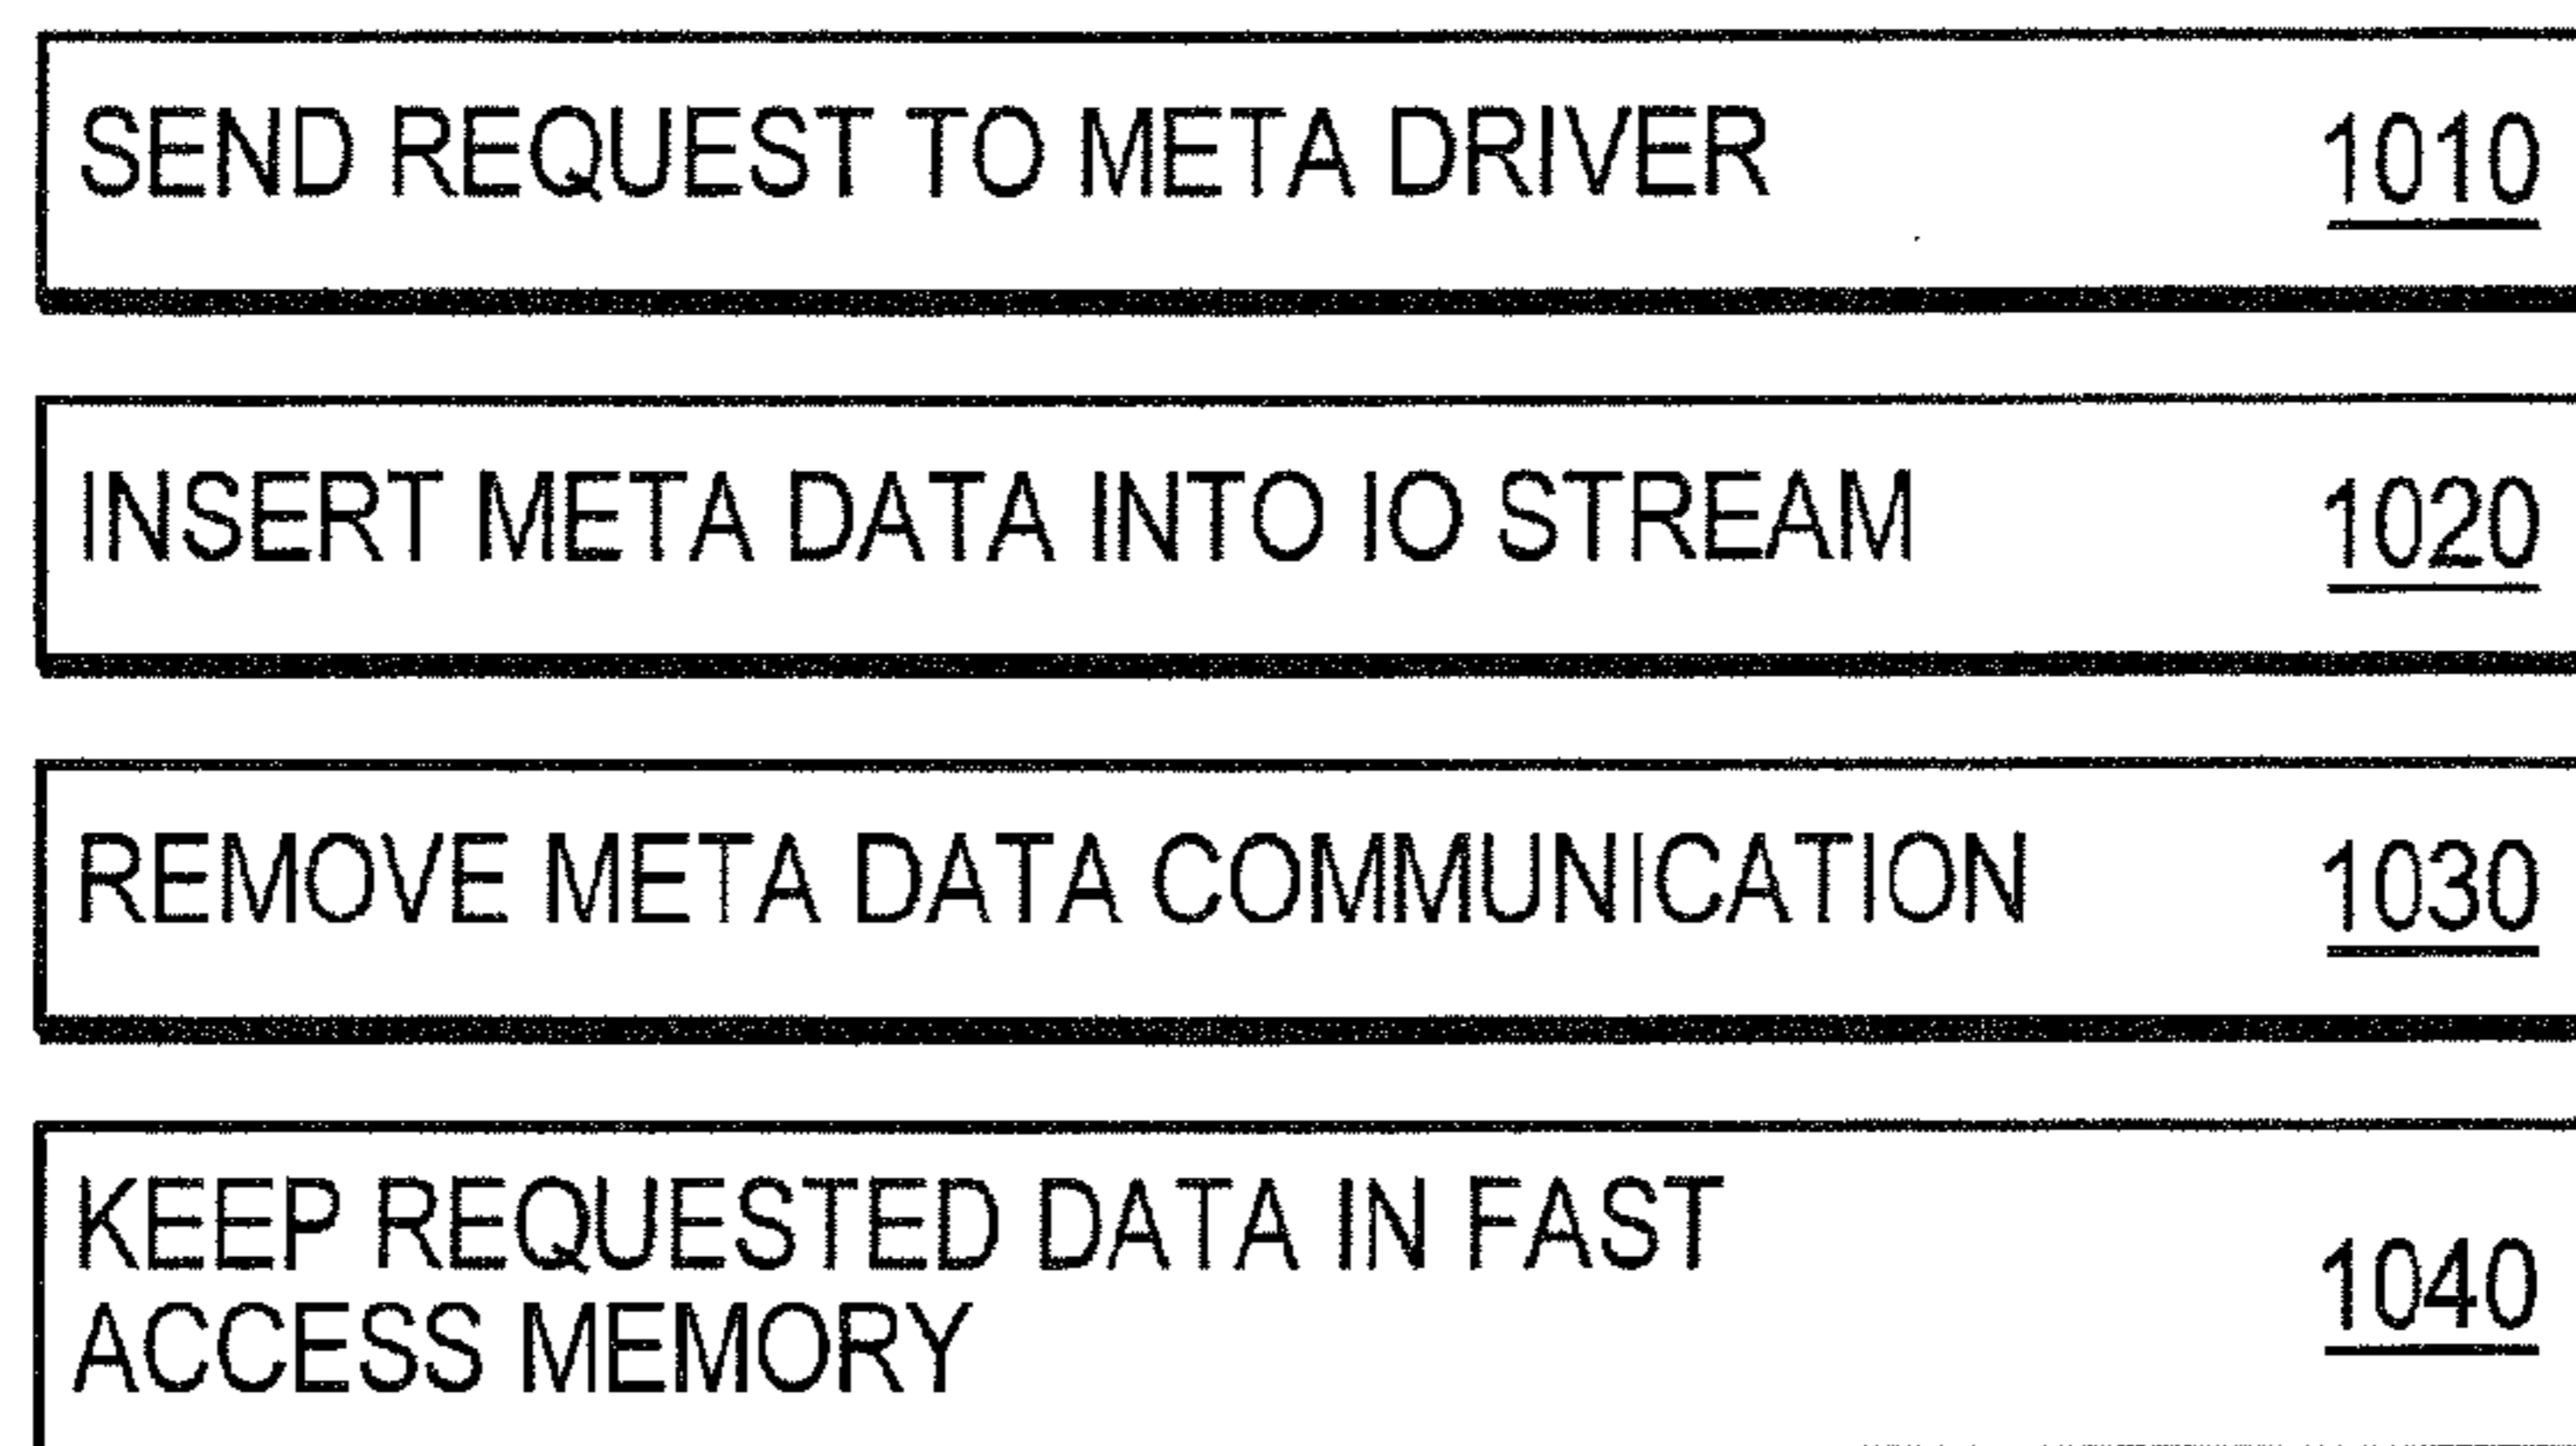 SEND REQUEST TO META DRIVER 1010
INSERT META DATA INTO IO STREAM 1020
REMOVE META DATA COMMUNICATION 1030
KEEP REQUESTED DATA IN FAST
ACCESS MEMORY 1040